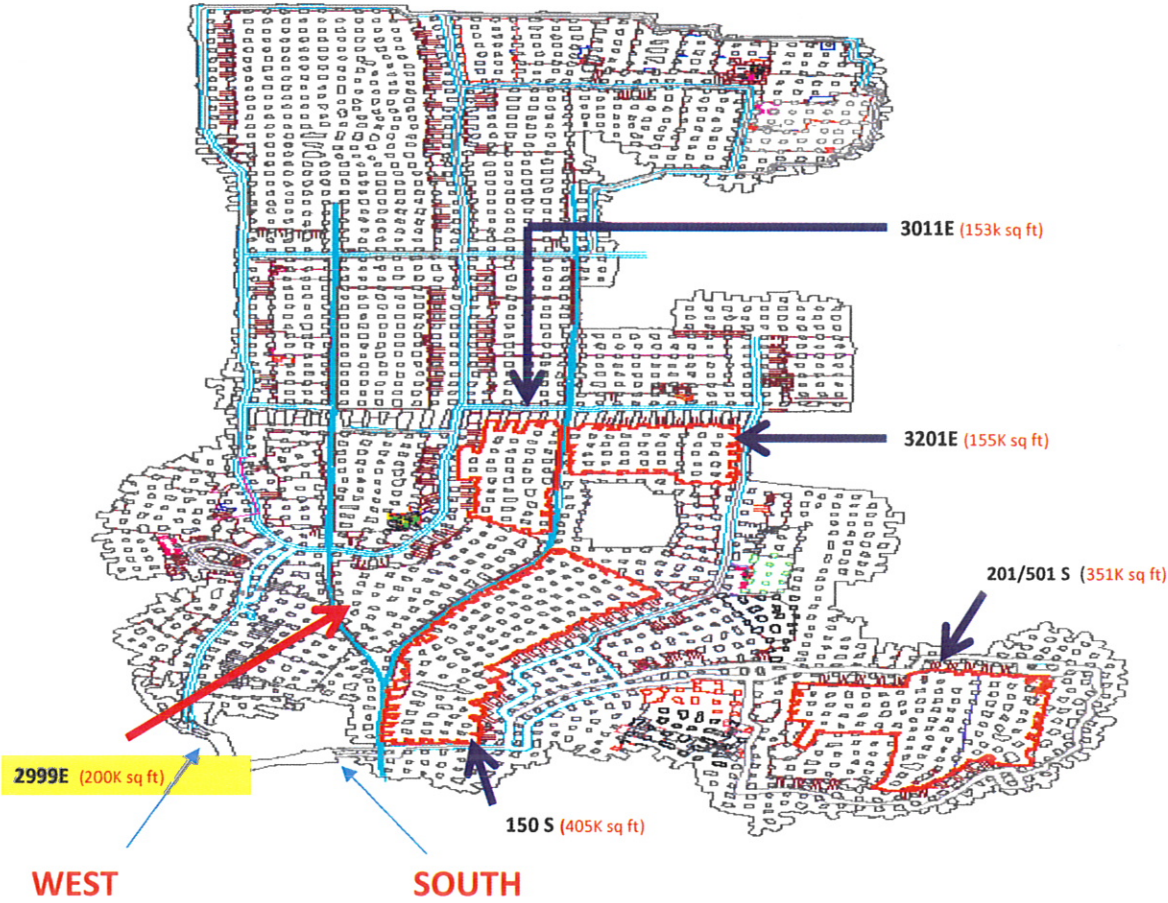 3011E (153k sq ft)
3201E (155K sq ft)
201/501 S (351K sq ft)
2999E (200K sq ft)
150 S (405K sq ft)
WEST
SOUTH